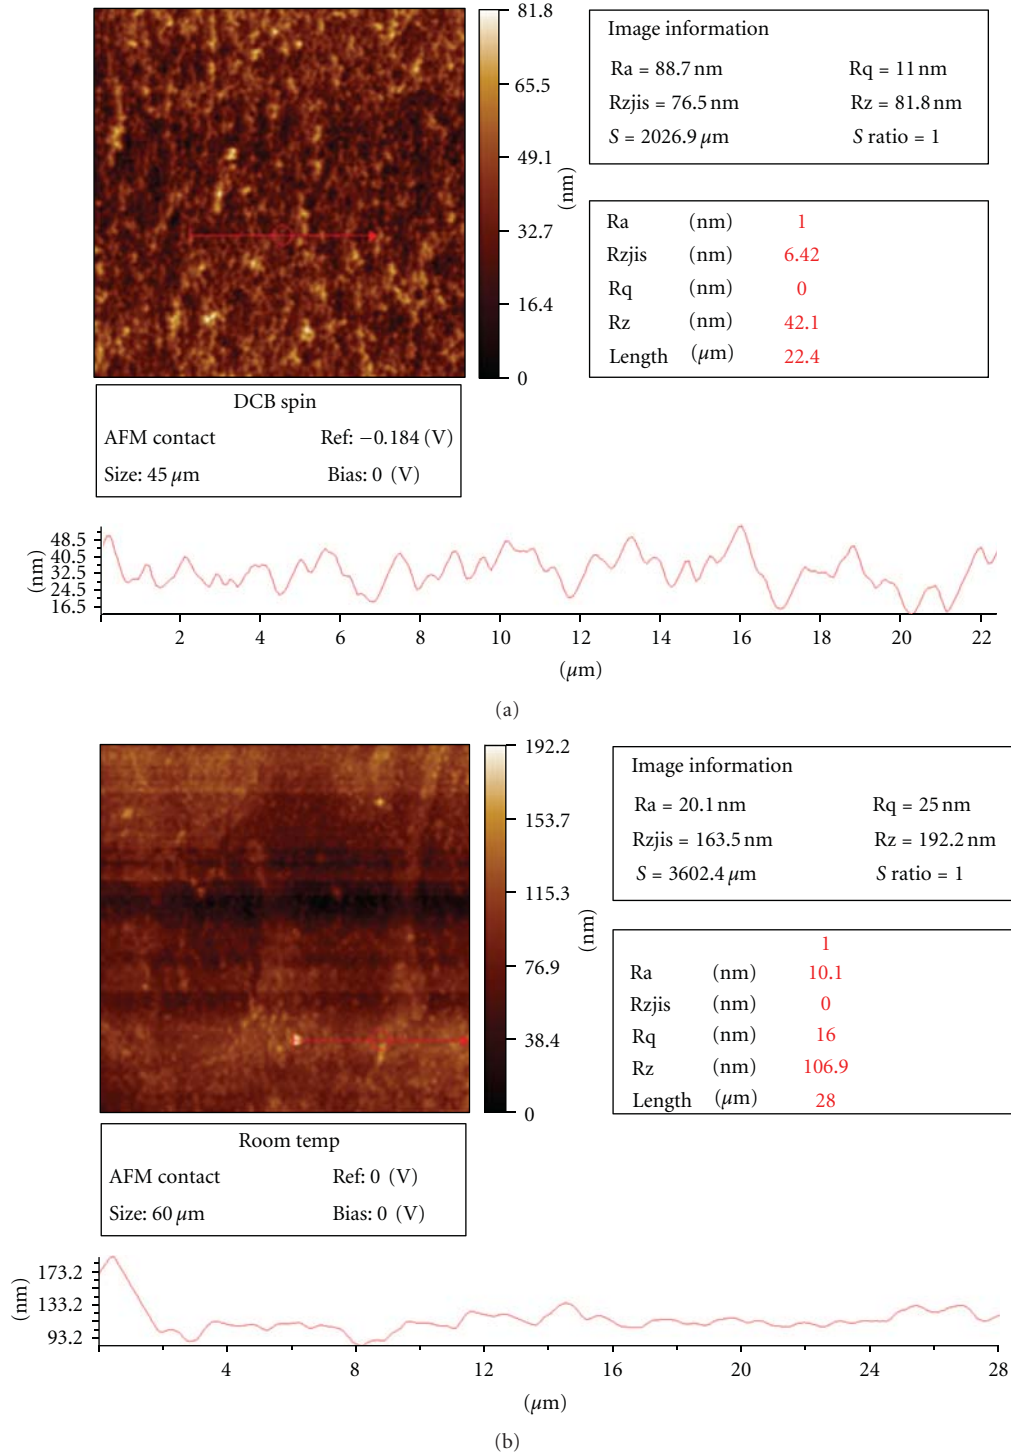 81.8
65.5
49.1
32.7
16.4
0
(nm)
Image information
Ra = 88.7 nm Rq = 11 nm
Rzjis = 76.5 nm Rz = 81.8 nm
S = 2026.9 µm S ratio = 1
Ra (nm) 1
Rzjis (nm) 6.42
Rq (nm) 0
Rz (nm) 42.1
Length (µm) 22.4
DCB spin
AFM contact Ref: −0.184 (V)
Size: 45 µm Bias: 0 (V)
(nm)
48.5
40.5
32.5
24.5
16.5
2 4 6 8 10 12 14 16 18 20 22
(µm)
(a)
192.2
153.7
115.3
76.9
38.4
0
(nm)
Image information
Ra = 20.1 nm Rq = 25 nm
Rzjis = 163.5 nm Rz = 192.2 nm
S = 3602.4 µm S ratio = 1
1
Ra (nm) 10.1
Rzjis (nm) 0
Rq (nm) 16
Rz (nm) 106.9
Length (µm) 28
Room temp
AFM contact Ref: 0 (V)
Size: 60 µm Bias: 0 (V)
(nm)
173.2
133.2
93.2
4 8 12 16 20 24 28
(µm)
(b)